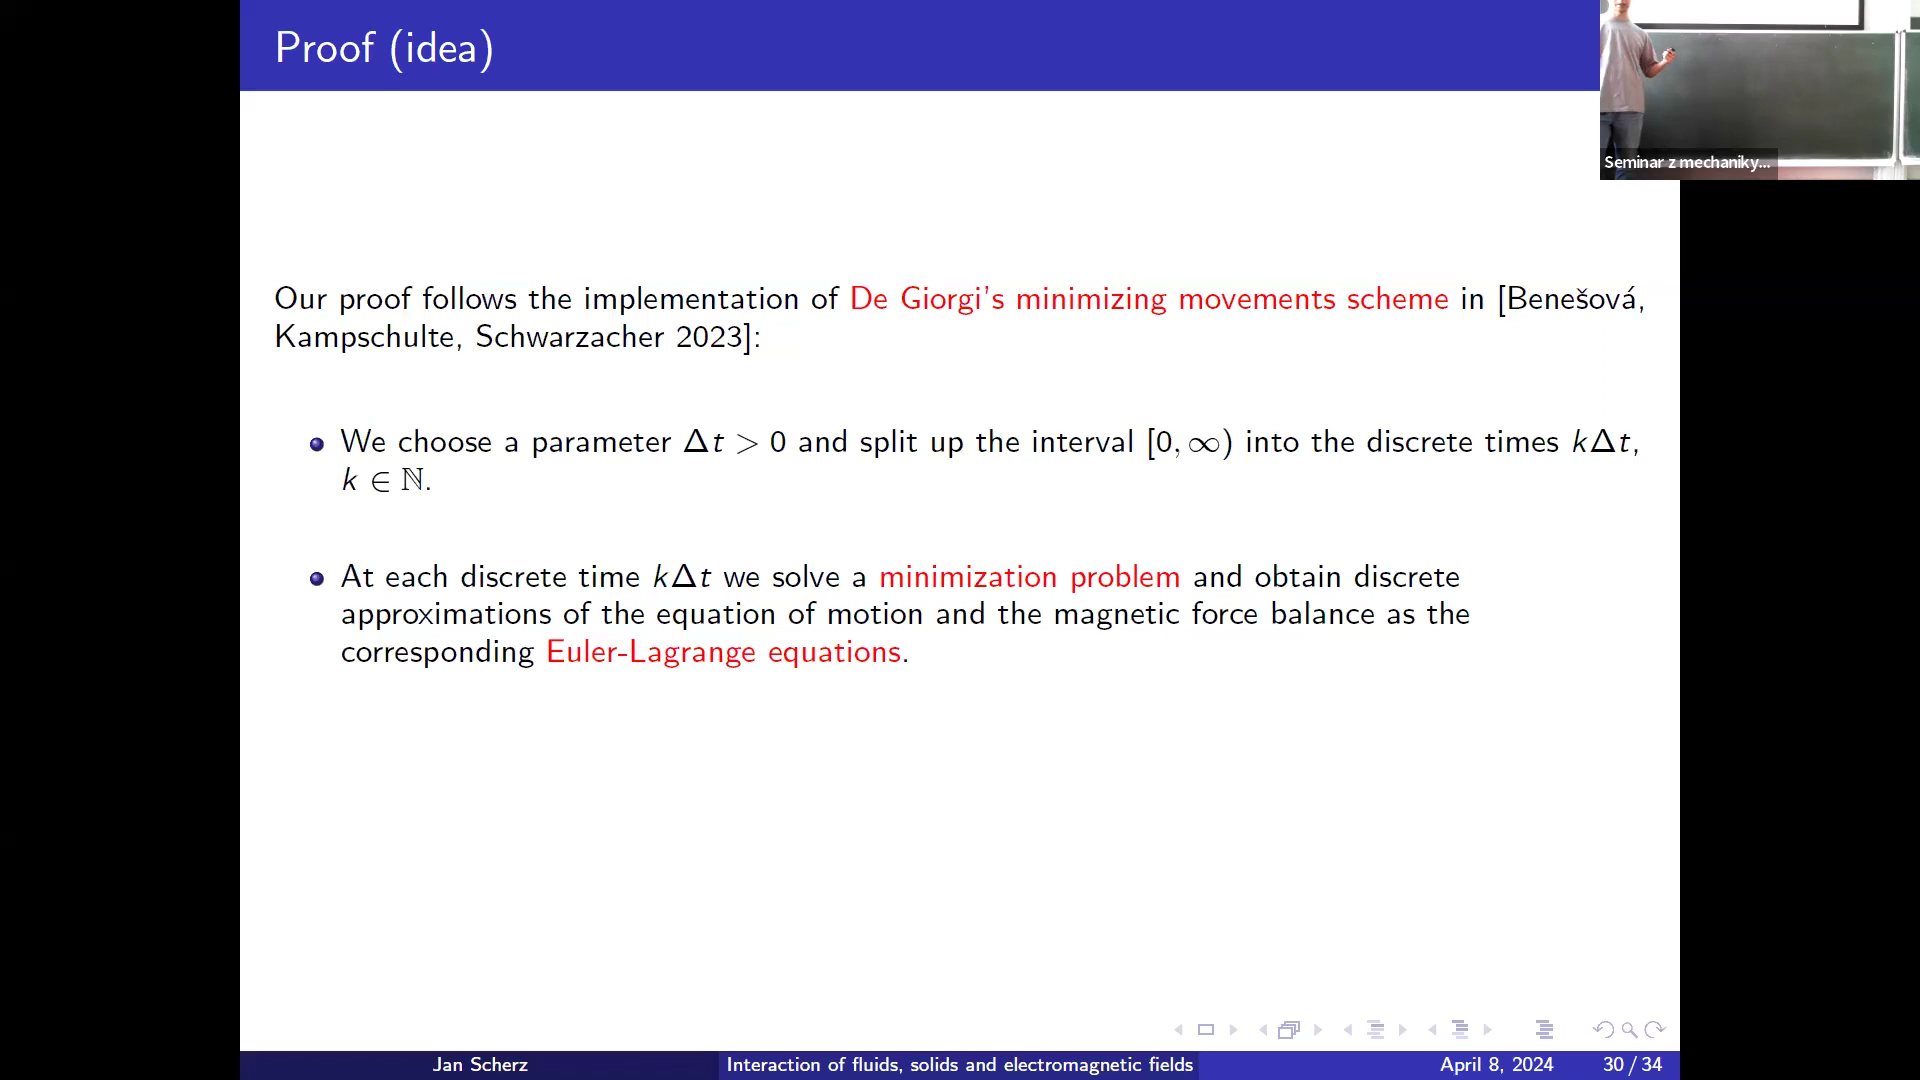 Proof (idea)
Seminar z mechaniky...
Our proof follows the implementation of De Giorgi's minimizing movements scheme in [Benešová,
Kampschulte, Schwarzacher 2023]:
We choose a parameter Δt > 0 and split up the interval [0, ∞) into the discrete times kΔt,
k ∈ ℕ.
At each discrete time kΔt we solve a minimization problem and obtain discrete
approximations of the equation of motion and the magnetic force balance as the
corresponding Euler-Lagrange equations.
Jan Scherz
Interaction of fluids, solids and electromagnetic fields
April 8, 2024
30 / 34